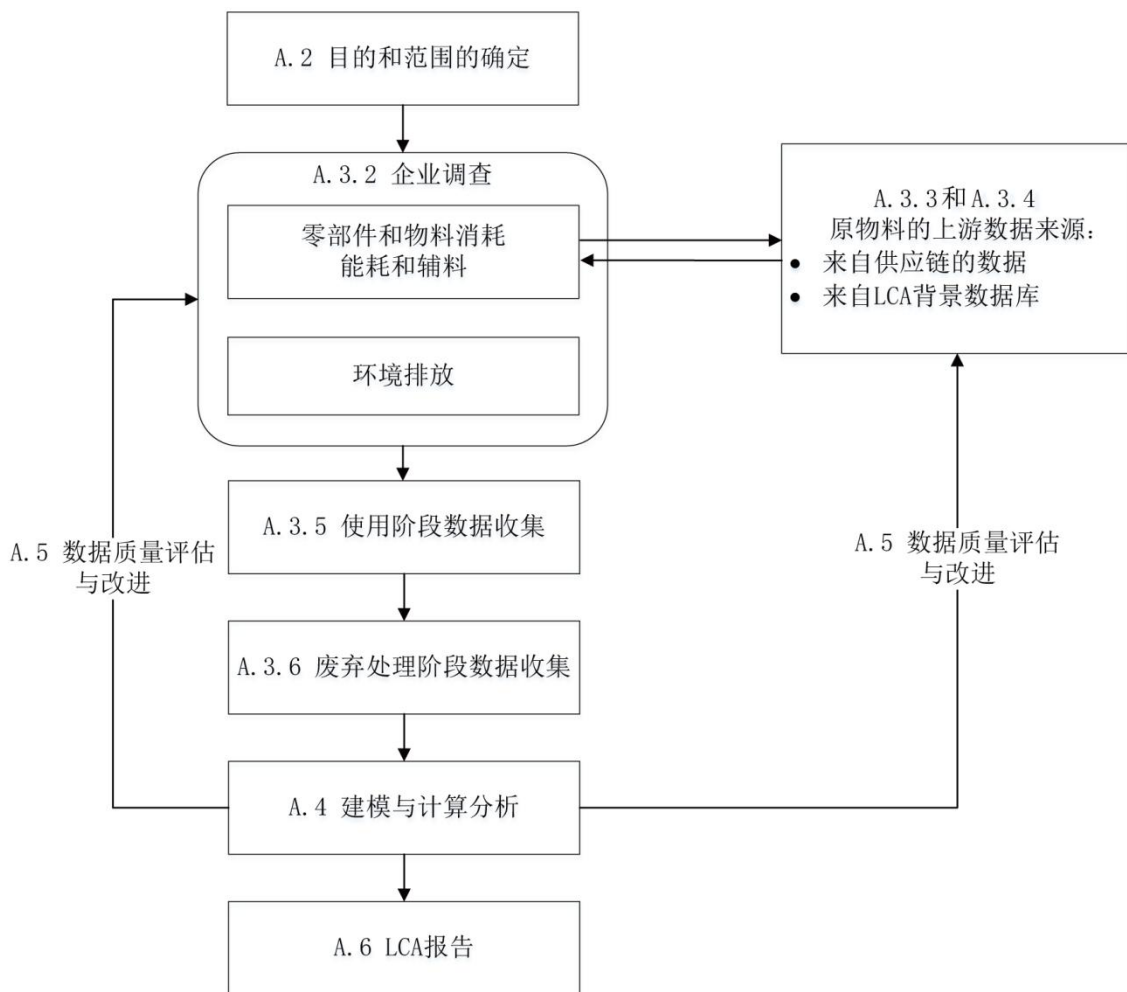 A.2 目的和范围的确定
A.3.2 企业调查
零部件和物料消耗
能耗和辅料
环境排放
A.3.3和A.3.4
原物料的上游数据来源:
● 来自供应链的数据
● 来自LCA背景数据库
A.3.5 使用阶段数据收集
A.5 数据质量评估
与改进
A.5 数据质量评估
与改进
A.3.6 废弃处理阶段数据收集
A.4 建模与计算分析
A.6 LCA报告